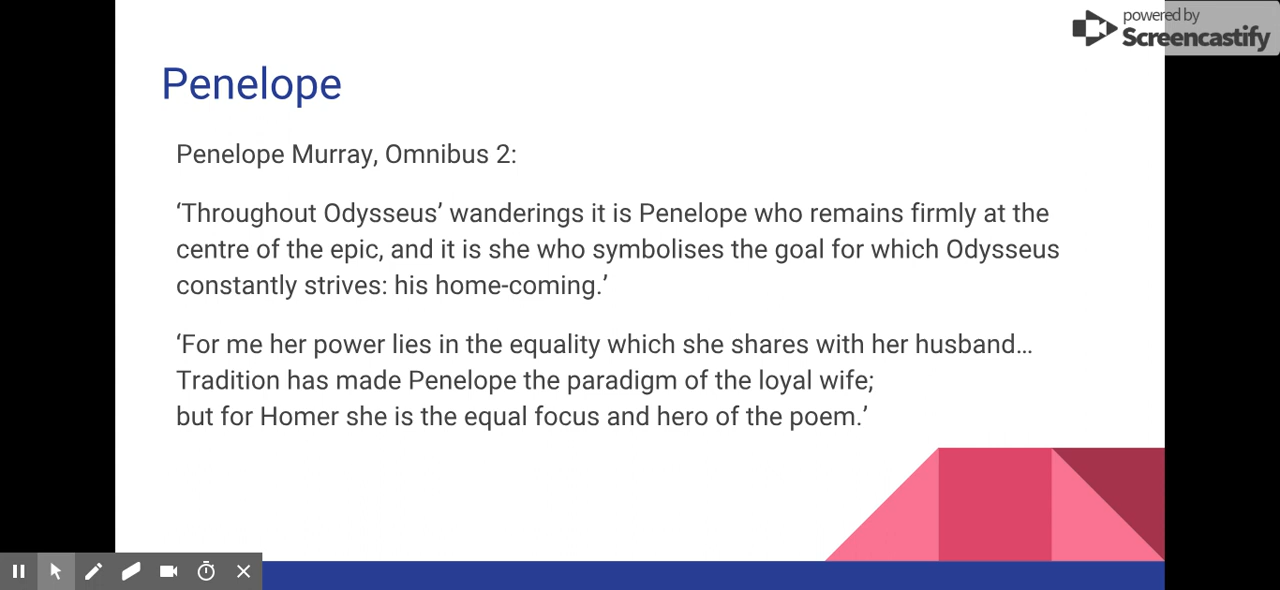 powered by
Screencastify
Penelope
Penelope Murray, Omnibus 2:
‘Throughout Odysseus’ wanderings it is Penelope who remains firmly at the
centre of the epic, and it is she who symbolises the goal for which Odysseus
constantly strives: his home-coming.’
‘For me her power lies in the equality which she shares with her husband...
Tradition has made Penelope the paradigm of the loyal wife;
but for Homer she is the equal focus and hero of the poem.’